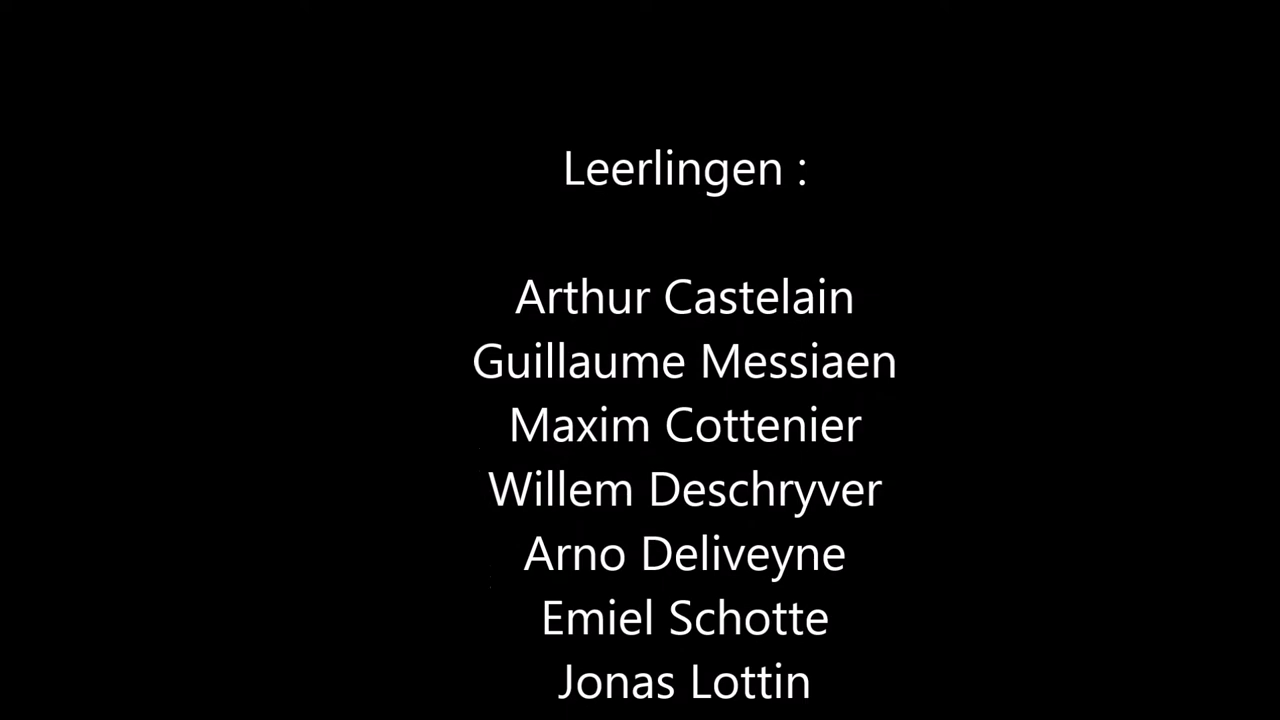 Leerlingen :
Arthur Castelain
Guillaume Messiaen
Maxim Cottenier
Willem Deschryver
Arno Deliveyne
Emiel Schotte
Jonas Lottin